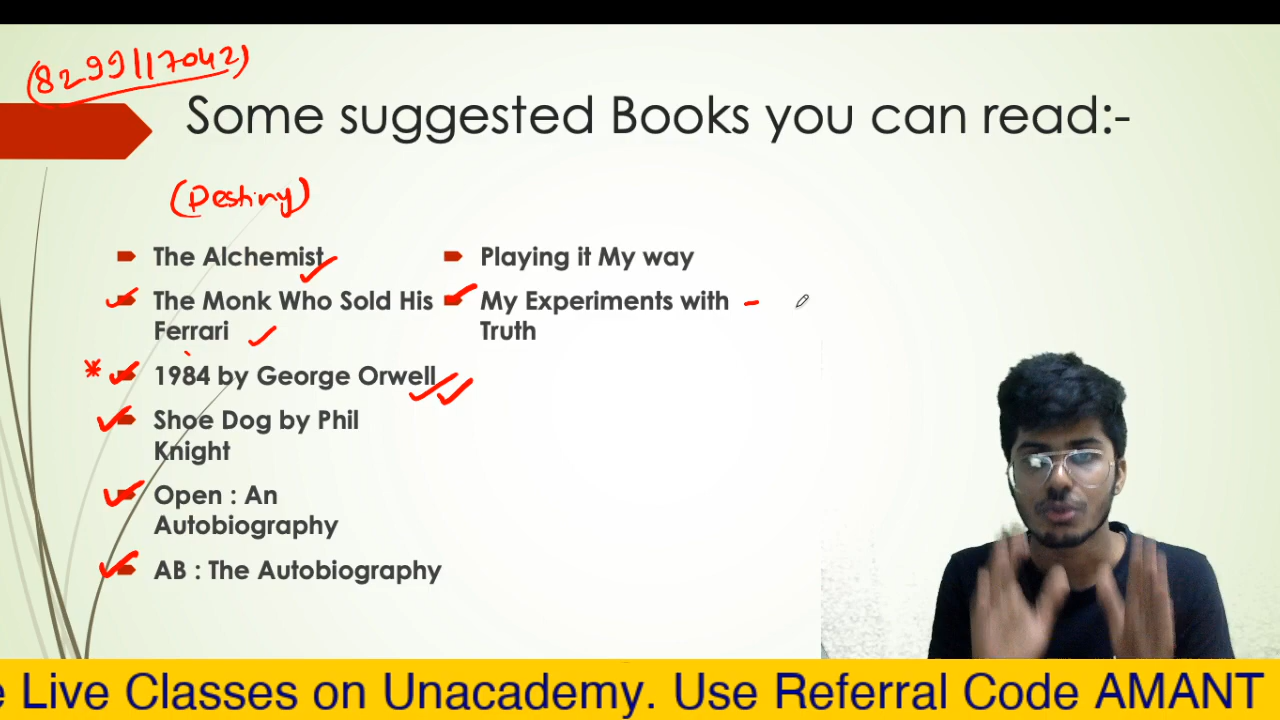 (8299117042)
Some suggested Books you can read:-
(Destiny)
The Alchemist
The Monk Who Sold His
Ferrari
1984 by George Orwell
Shoe Dog by Phil
Knight
Open : An
Autobiography
AB : The Autobiography
Playing it My way
My Experiments with -
Truth
e Live Classes on Unacademy. Use Referral Code AMANT